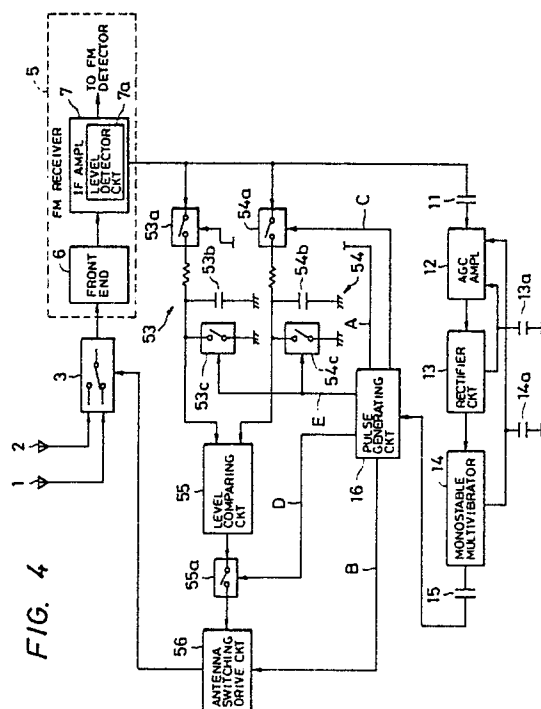 FIG. 4
1
2
3
5
FM RECEIVER
6
FRONT
END
7
IF AMPL
LEVEL
DETECTOR
CKT
7a
TO FM
DETECTOR
53
53a
53b
53c
54
54a
54b
54c
55
LEVEL COMPARING
CKT
55a
56
ANTENNA
SWITCHING
DRIVE CKT
A
B
C
D
E
16
PULSE
GENERATING
CKT
11
12
AGC
AMPL
13
RECTIFIER
CKT
13a
14
MONOSTABLE
MULTIVIBRATOR
14a
15